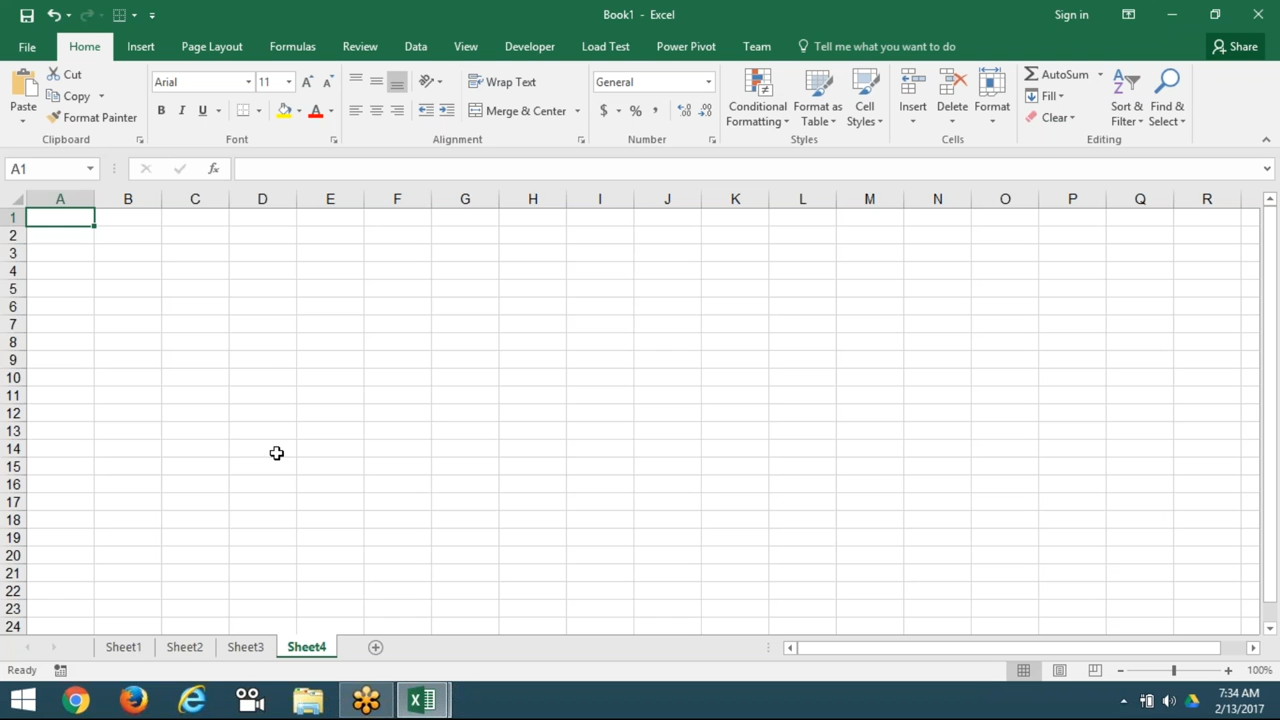 Book1 - Excel
Sign in
File Home Insert Page Layout Formulas Data Review View Developer Load Test Power Pivot Team Tell me what you want to do Share
Paste
Cut
Copy
Format Painter
Clipboard
Arial 11
B I U
Font
Wrap Text
Merge & Center
Alignment
General
$ % ,
Number
Conditional Formatting
Format as Table
Cell Styles
Styles
Insert
Delete
Format
Cells
AutoSum
Fill
Clear
Sort & Filter
Find & Select
Editing
A1 fx
A B C D E F G H I J K L M N O P Q R
1
2
3
4
5
6
7
8
9
10
11
12
13
14
15
16
17
18
19
20
21
22
23
24
Sheet1 Sheet2 Sheet3 Sheet4
Ready 100%
7:34 AM
2/13/2017